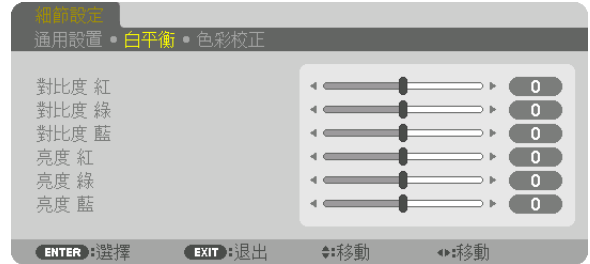 細節設定
通用設置 • 白平衡 • 色彩校正
對比度 紅 0
對比度 綠 0
對比度 藍 0
亮度 紅 0
亮度 綠 0
亮度 藍 0
ENTER :選擇 EXIT :退出 :移動 :移動